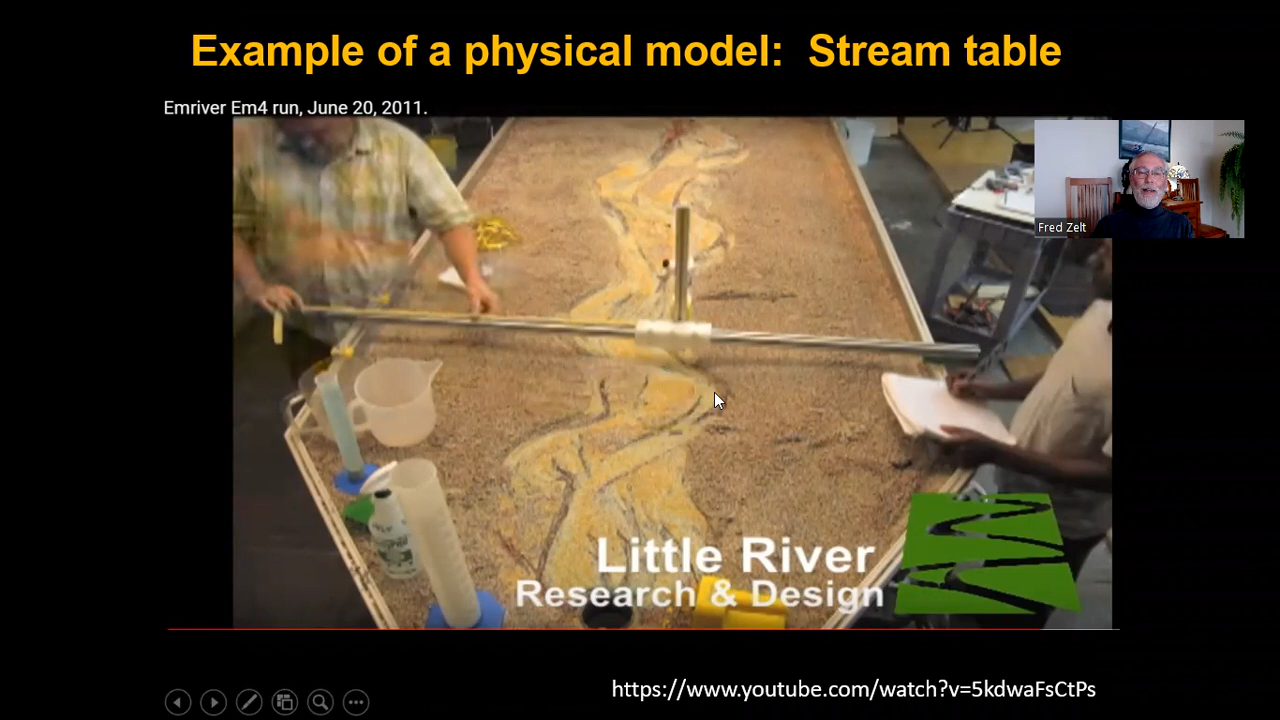 Example of a physical model:  Stream table
Emriver Em4 run, June 20, 2011.
Fred Zelt
Little River
Research & Design
https://www.youtube.com/watch?v=5kdwaFsCtPs